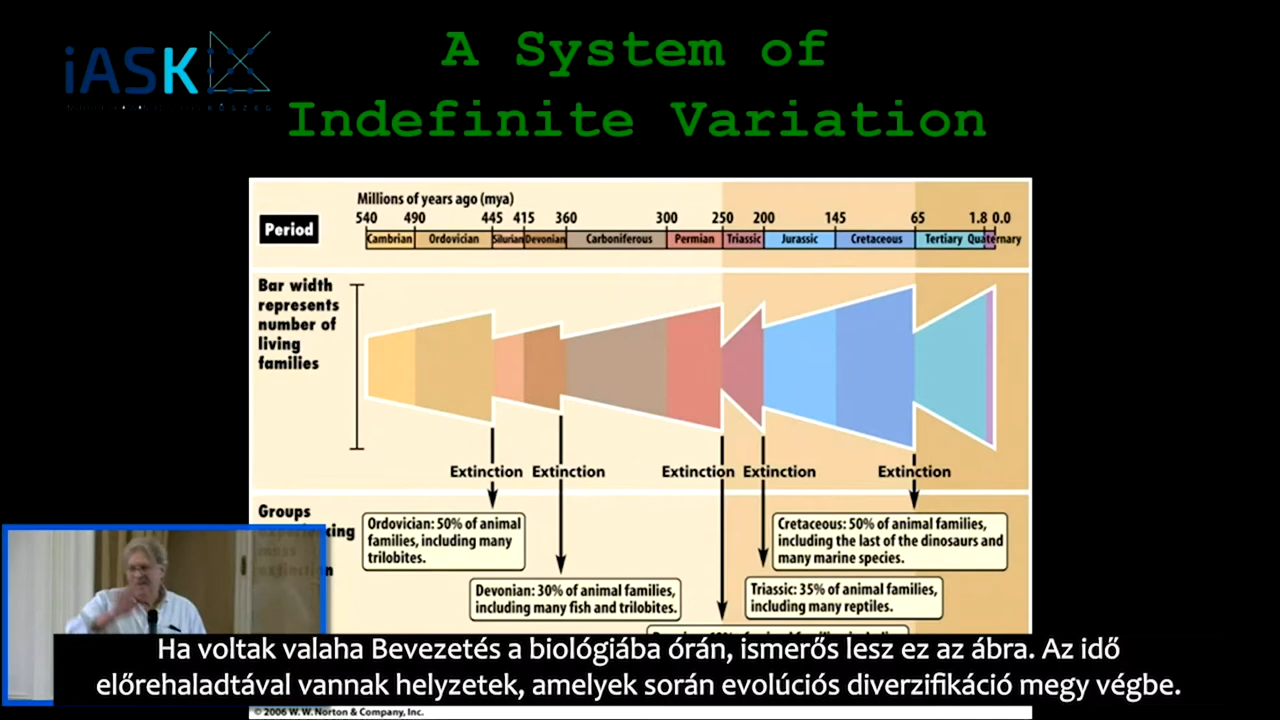 iASK
KŐSZEG
A System of
Indefinite Variation
Millions of years ago (mya)
540 490 445 415 360 300 250 200 145 65 1.8 0.0
Period
Cambrian Ordovician Silurian Devonian Carboniferous Permian Triassic Jurassic Cretaceous Tertiary Quaternary
Bar width
represents
number of
living
families
Extinction Extinction Extinction Extinction Extinction
Groups
mass
extinction
Ordovician: 50% of animal
families, including many
trilobites.
Cretaceous: 50% of animal families,
including the last of the dinosaurs and
many marine species.
Devonian: 30% of animal families,
including many fish and trilobites.
Triassic: 35% of animal families,
including many reptiles.
Ha voltak valaha Bevezetés a biológiába órán, ismerős lesz ez az ábra. Az idő
előrehaladtával vannak helyzetek, amelyek során evolúciós diverzifikáció megy végbe.
© 2006 W. W. Norton & Company, Inc.